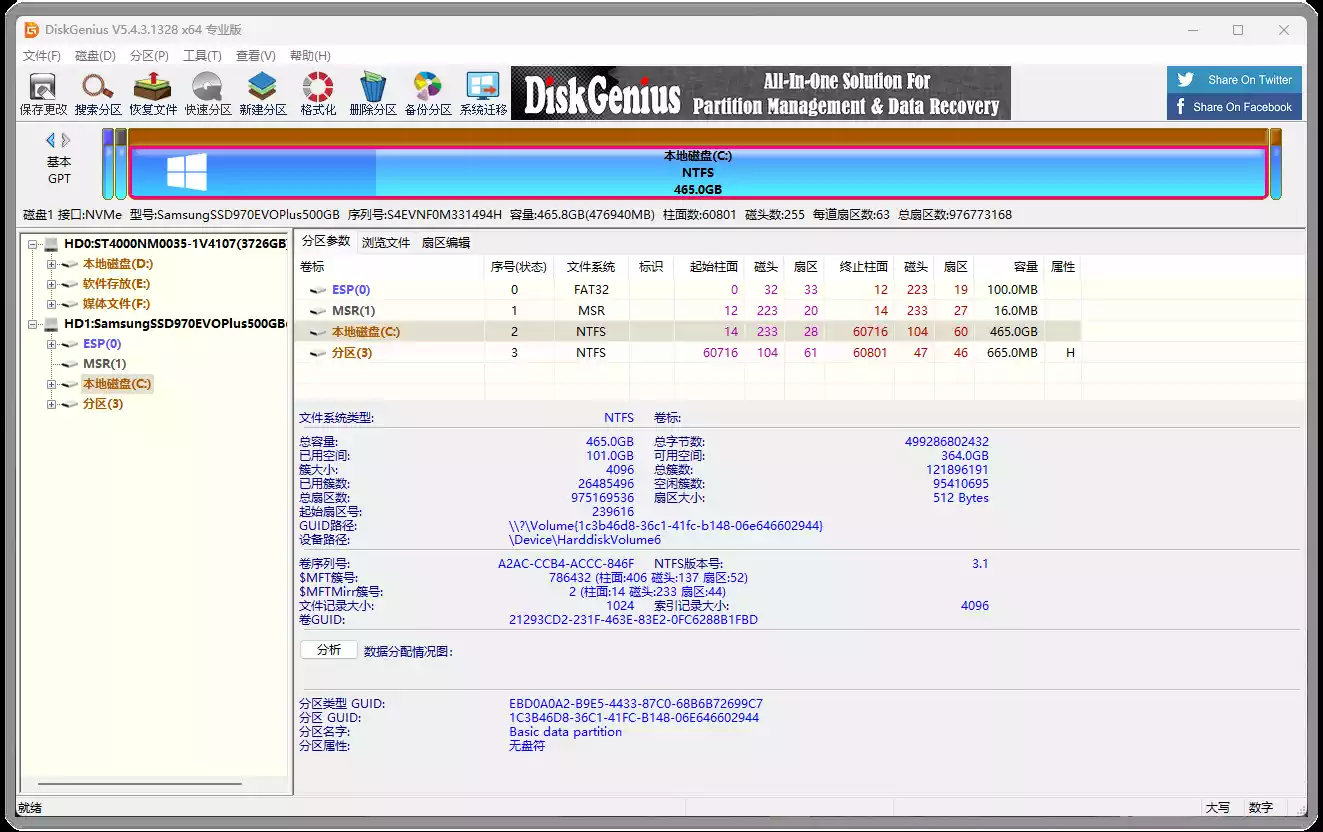 DiskGenius V5.4.3.1328 x64 专业版
文件(F) 磁盘(D) 分区(P) 工具(T) 查看(V) 帮助(H)
保存更改 搜索分区 恢复文件 快速分区 新建分区 格式化 删除分区 备份分区 系统迁移
DiskGenius
All-In-One Solution For
Partition Management & Data Recovery
Share On Twitter
Share On Facebook
基本
GPT
本地磁盘(C:)
NTFS
465.0GB
磁盘1 接口:NVMe 型号:SamsungSSD970EVOPlus500GB 序列号:S4EVNF0M331494H 容量:465.8GB(476940MB) 柱面数:60801 磁头数:255 每道扇区数:63 总扇区数:976773168
HD0:ST4000NM0035-1V4107(3726GB
本地磁盘(D:)
软件存放(E:)
媒体文件(F:)
HD1:SamsungSSD970EVOPlus500GB
ESP(0)
MSR(1)
本地磁盘(C:)
分区(3)
分区参数 浏览文件 扇区编辑
卷标 序号(状态) 文件系统 标识 起始柱面 磁头 扇区 终止柱面 磁头 扇区 容量 属性
ESP(0) 0 FAT32 0 32 33 12 223 19 100.0MB
MSR(1) 1 MSR 12 223 20 14 233 27 16.0MB
本地磁盘(C:) 2 NTFS 14 233 28 60716 104 60 465.0GB
分区(3) 3 NTFS 60716 104 61 60801 47 46 665.0MB H
文件系统类型: NTFS 卷标:
总容量: 465.0GB 总字节数: 499286802432
已用空间: 101.0GB 可用空间: 364.0GB
簇大小: 4096 总簇数: 121896191
已用簇数: 26485496 空闲簇数: 95410695
总扇区数: 975169536 扇区大小: 512 Bytes
起始扇区号: 239616
GUID路径: \\?\Volume{1c3b46d8-36c1-41fc-b148-06e646602944}
设备路径: \Device\HarddiskVolume6
卷序列号: A2AC-CCB4-ACCC-846F NTFS版本号: 3.1
$MFT簇号: 786432 (柱面:406 磁头:137 扇区:52)
$MFTMirr簇号: 2 (柱面:14 磁头:233 扇区:44)
文件记录大小: 1024 索引记录大小: 4096
卷GUID: 21293CD2-231F-463E-83E2-0FC6288B1FBD
分析 数据分配情况图:
分区类型 GUID: EBD0A0A2-B9E5-4433-87C0-68B6B72699C7
分区 GUID: 1C3B46D8-36C1-41FC-B148-06E646602944
分区名字: Basic data partition
分区属性: 无盘符
就绪 大写 数字